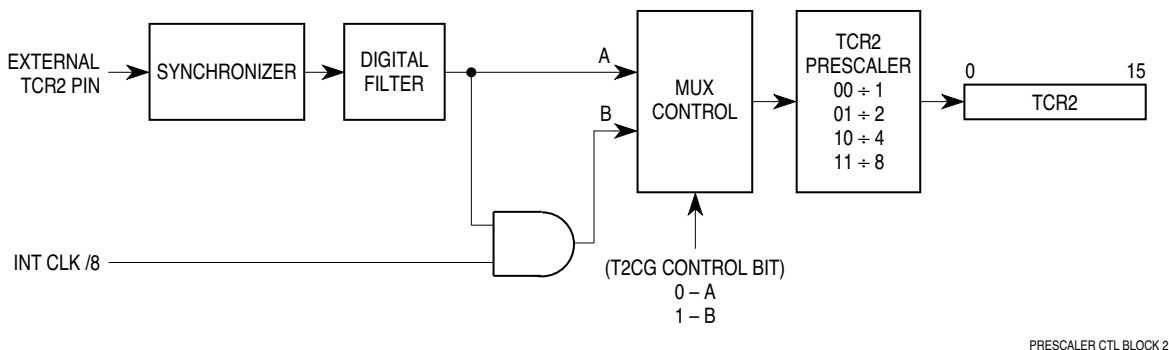 EXTERNAL
TCR2 PIN
SYNCHRONIZER
DIGITAL
FILTER
A
B
MUX
CONTROL
TCR2
PRESCALER
00 ÷ 1
01 ÷ 2
10 ÷ 4
11 ÷ 8
0 15
TCR2
INT CLK /8
(T2CG CONTROL BIT)
0 – A
1 – B
PRESCALER CTL BLOCK 2